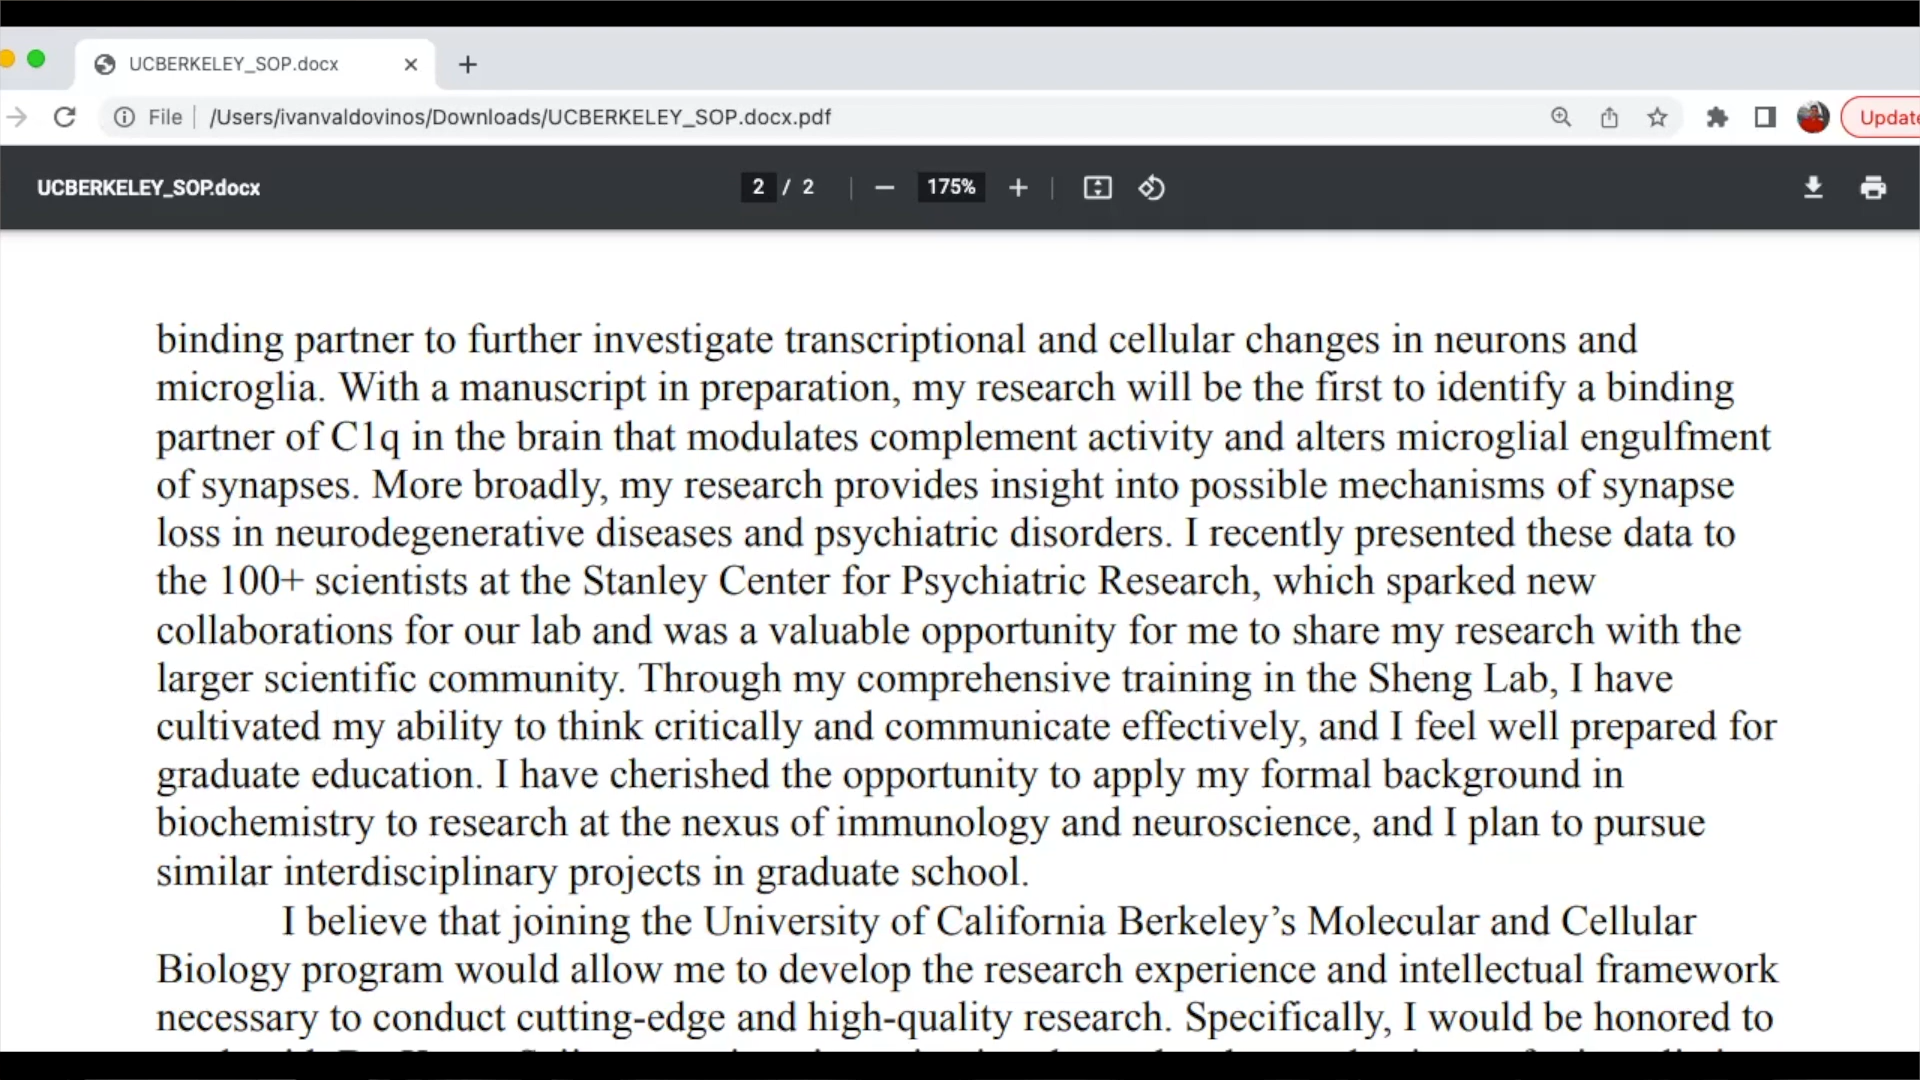 UCBERKELEY_SOP.docx
File
/Users/ivanvaldovinos/Downloads/UCBERKELEY_SOP.docx.pdf
Update
UCBERKELEY_SOP.docx
2 / 2
175%
binding partner to further investigate transcriptional and cellular changes in neurons and
microglia. With a manuscript in preparation, my research will be the first to identify a binding
partner of C1q in the brain that modulates complement activity and alters microglial engulfment
of synapses. More broadly, my research provides insight into possible mechanisms of synapse
loss in neurodegenerative diseases and psychiatric disorders. I recently presented these data to
the 100+ scientists at the Stanley Center for Psychiatric Research, which sparked new
collaborations for our lab and was a valuable opportunity for me to share my research with the
larger scientific community. Through my comprehensive training in the Sheng Lab, I have
cultivated my ability to think critically and communicate effectively, and I feel well prepared for
graduate education. I have cherished the opportunity to apply my formal background in
biochemistry to research at the nexus of immunology and neuroscience, and I plan to pursue
similar interdisciplinary projects in graduate school.
I believe that joining the University of California Berkeley’s Molecular and Cellular
Biology program would allow me to develop the research experience and intellectual framework
necessary to conduct cutting-edge and high-quality research. Specifically, I would be honored to